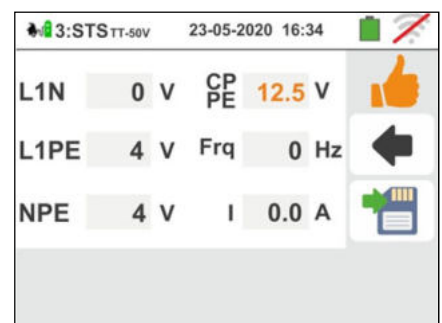 3:STS TT-50V 23-05-2020 16:34
L1N 0 V CP PE 12.5 V
L1PE 4 V Frq 0 Hz
NPE 4 V I 0.0 A